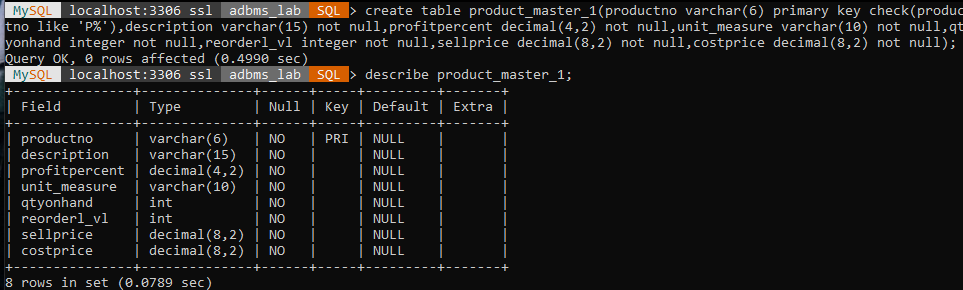 MySQL localhost:3306 ssl adbms_lab SQL > create table product_master_1(productno varchar(6) primary key check(produc
tno like 'P%'),description varchar(15) not null,profitpercent decimal(4,2) not null,unit_measure varchar(10) not null,qt
yonhand integer not null,reorderl_vl integer not null,sellprice decimal(8,2) not null,costprice decimal(8,2) not null);
Query OK, 0 rows affected (0.4990 sec)
MySQL localhost:3306 ssl adbms_lab SQL > describe product_master_1;
+---------------+--------------+------+-----+---------+-------+
| Field         | Type         | Null | Key | Default | Extra |
+---------------+--------------+------+-----+---------+-------+
| productno     | varchar(6)   | NO   | PRI | NULL    |       |
| description   | varchar(15)  | NO   |     | NULL    |       |
| profitpercent | decimal(4,2) | NO   |     | NULL    |       |
| unit_measure  | varchar(10)  | NO   |     | NULL    |       |
| qtyonhand     | int          | NO   |     | NULL    |       |
| reorderl_vl   | int          | NO   |     | NULL    |       |
| sellprice     | decimal(8,2) | NO   |     | NULL    |       |
| costprice     | decimal(8,2) | NO   |     | NULL    |       |
+---------------+--------------+------+-----+---------+-------+
8 rows in set (0.0789 sec)